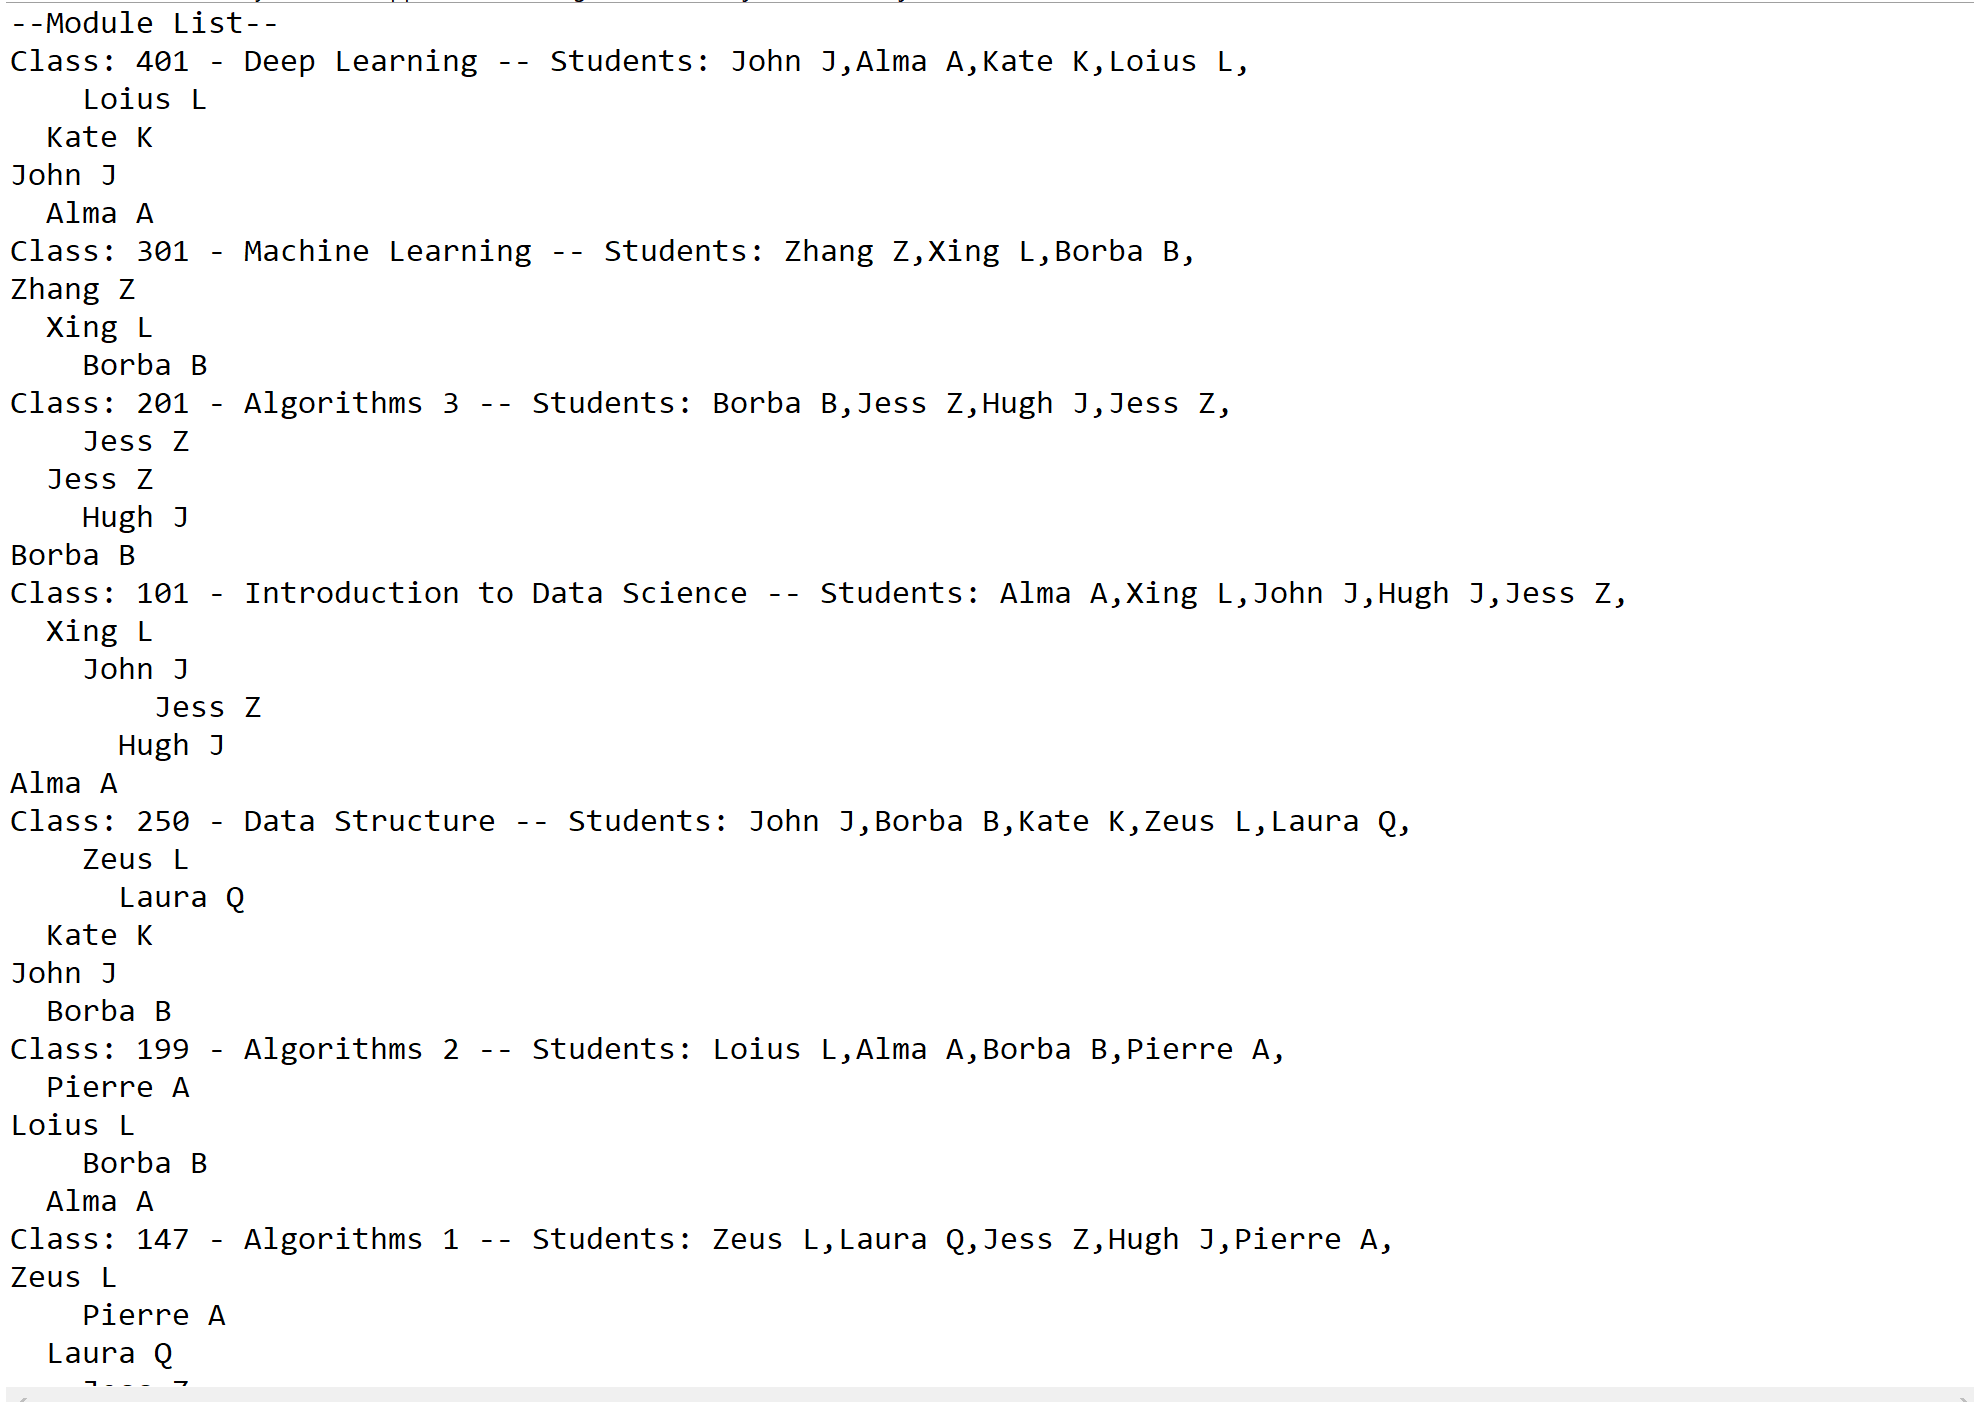 --Module List--
Class: 401 - Deep Learning -- Students: John J,Alma A,Kate K,Loius L,
    Loius L
  Kate K
John J
  Alma A
Class: 301 - Machine Learning -- Students: Zhang Z,Xing L,Borba B,
Zhang Z
  Xing L
    Borba B
Class: 201 - Algorithms 3 -- Students: Borba B,Jess Z,Hugh J,Jess Z,
    Jess Z
  Jess Z
    Hugh J
Borba B
Class: 101 - Introduction to Data Science -- Students: Alma A,Xing L,John J,Hugh J,Jess Z,
  Xing L
    John J
        Jess Z
      Hugh J
Alma A
Class: 250 - Data Structure -- Students: John J,Borba B,Kate K,Zeus L,Laura Q,
    Zeus L
      Laura Q
  Kate K
John J
  Borba B
Class: 199 - Algorithms 2 -- Students: Loius L,Alma A,Borba B,Pierre A,
  Pierre A
Loius L
    Borba B
  Alma A
Class: 147 - Algorithms 1 -- Students: Zeus L,Laura Q,Jess Z,Hugh J,Pierre A,
Zeus L
    Pierre A
  Laura Q